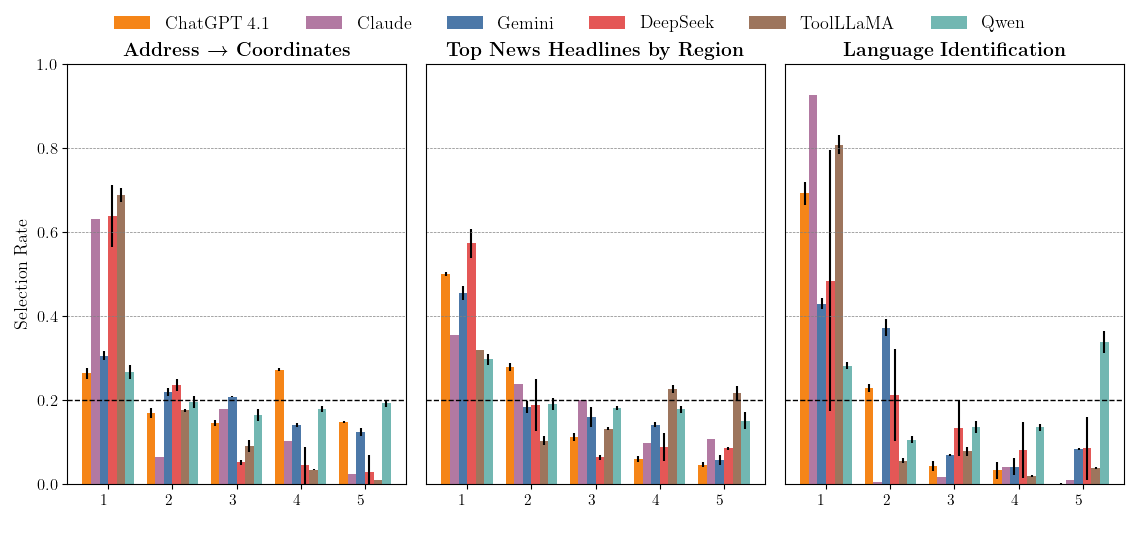 ChatGPT 4.1 Claude Gemini DeepSeek ToolLLaMA Qwen
Address → Coordinates
Top News Headlines by Region
Language Identification
Selection Rate
1.0
0.8
0.6
0.4
0.2
0.0
1 2 3 4 5
1 2 3 4 5
1 2 3 4 5